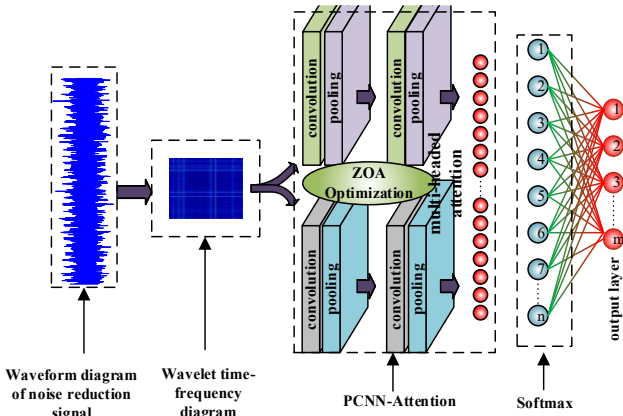 convolution
pooling
convolution
pooling
ZOA
Optimization
multi-headed
attention
convolution
pooling
convolution
pooling
1
2
3
4
5
6
7
n
1
2
3
m
output layer
Waveform diagram
of noise reduction
signal
Wavelet time-
frequency
diagram
PCNN-Attention
Softmax